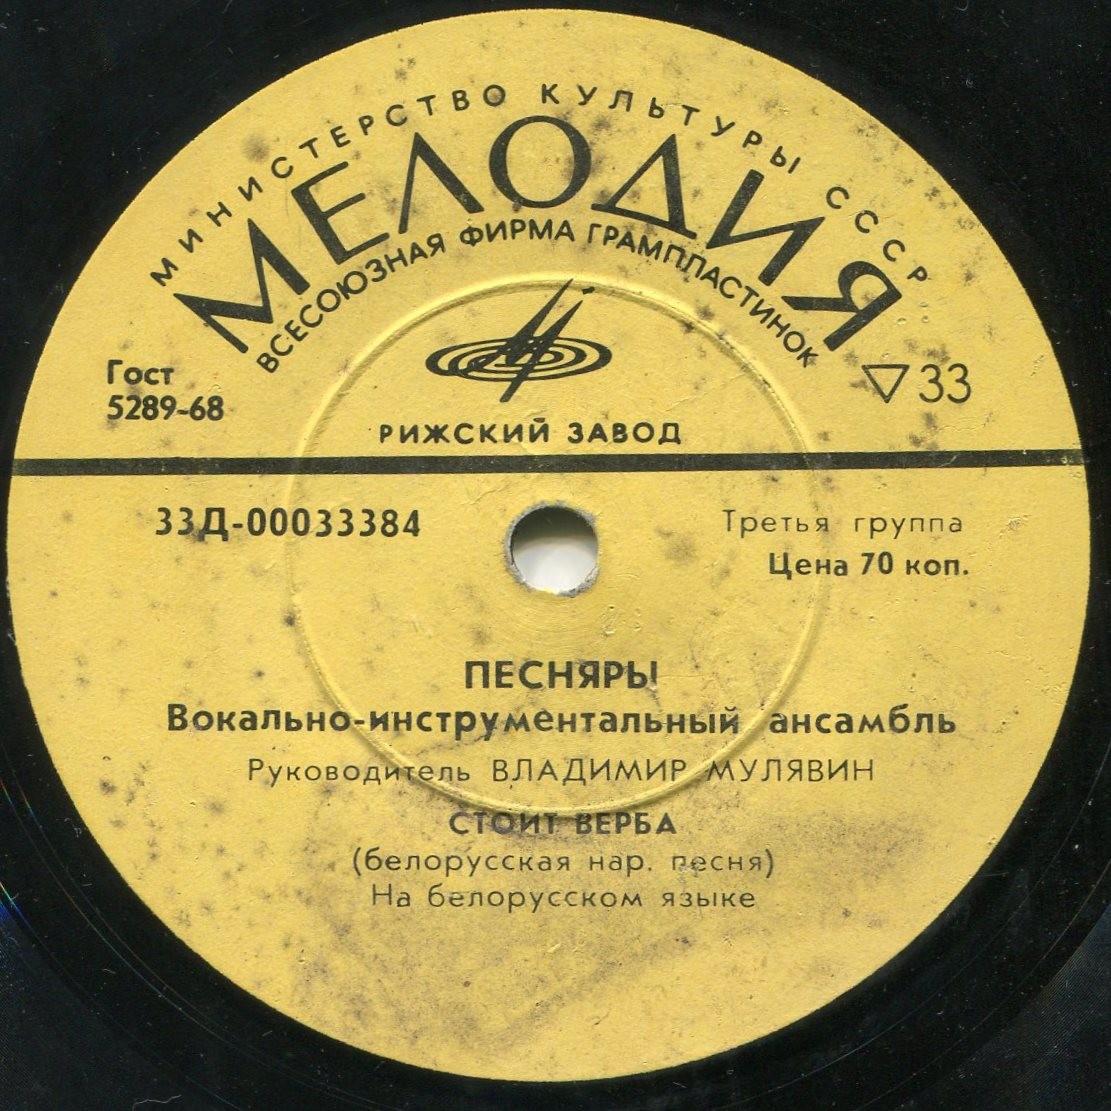 МИНИСТЕРСТВО КУЛЬТУРЫ СССР
МЕЛОДИЯ
ВСЕСОЮЗНАЯ ФИРМА ГРАМПЛАСТИНОК
Гост
5289-68
▽33
РИЖСКИЙ ЗАВОД
33Д-00033384
Третья группа
Цена 70 коп.
ПЕСНЯРЫ
Вокально-инструментальный ансамбль
Руководитель ВЛАДИМИР МУЛЯВИН
СТОИТ ВЕРБА
(белорусская нар. песня)
На белорусском языке